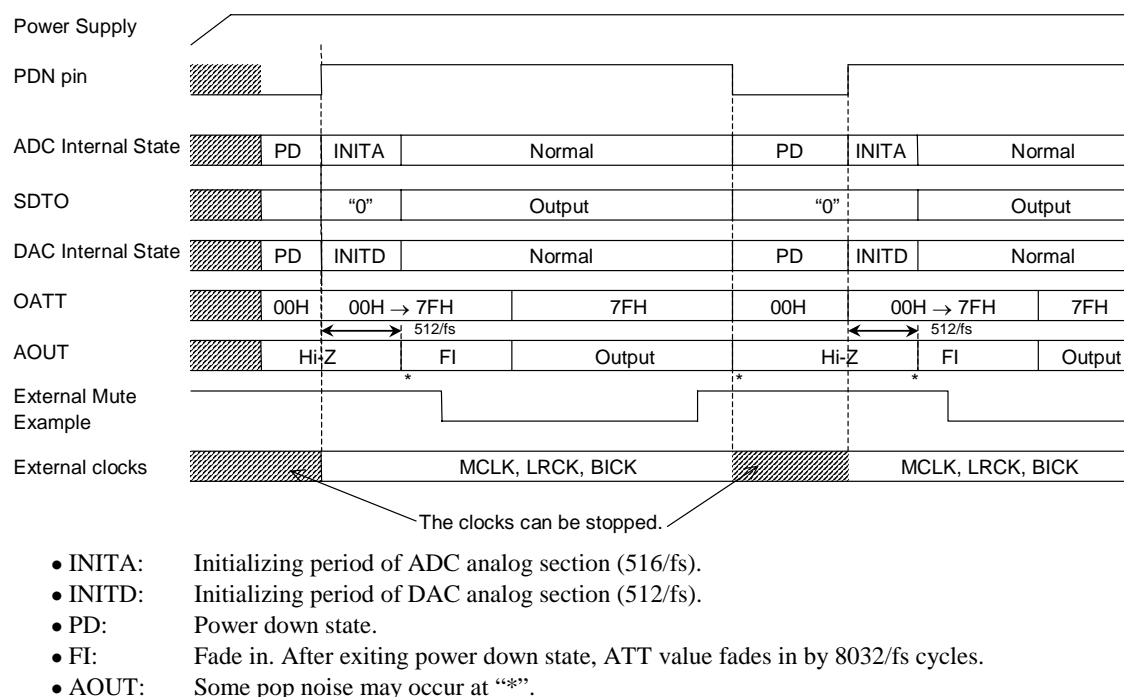 Power Supply
PDN pin
ADC Internal State PD INITA Normal PD INITA Normal
SDTO “0” Output “0” Output
DAC Internal State PD INITD Normal PD INITD Normal
OATT 00H 00H → 7FH 7FH 00H 00H → 7FH 7FH
512/fs 512/fs
AOUT Hi-Z FI Output Hi-Z FI Output
* * *
External Mute
Example
External clocks MCLK, LRCK, BICK MCLK, LRCK, BICK
The clocks can be stopped.
• INITA: Initializing period of ADC analog section (516/fs).
• INITD: Initializing period of DAC analog section (512/fs).
• PD: Power down state.
• FI: Fade in. After exiting power down state, ATT value fades in by 8032/fs cycles.
• AOUT: Some pop noise may occur at “*”.